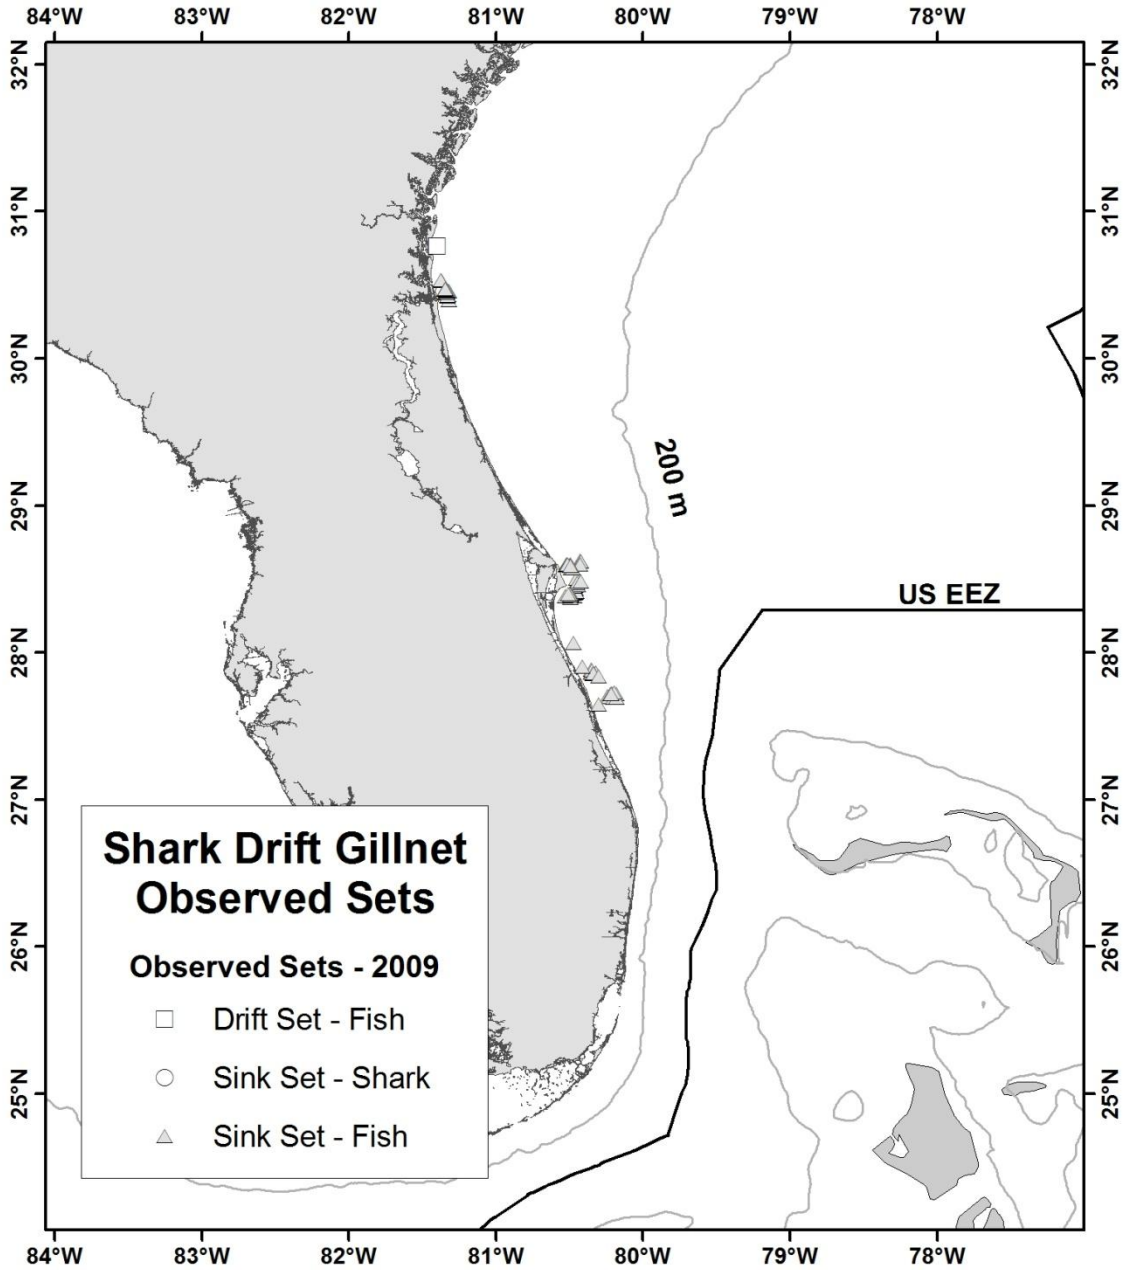 84°W 83°W 82°W 81°W 80°W 79°W 78°W
32°N 32°N
31°N 31°N
30°N 30°N
200 m
29°N 29°N
US EEZ
28°N 28°N
27°N 27°N
Shark Drift Gillnet
Observed Sets
26°N 26°N
Observed Sets - 2009
Drift Set - Fish
Sink Set - Shark
25°N 25°N
Sink Set - Fish
84°W 83°W 82°W 81°W 80°W 79°W 78°W